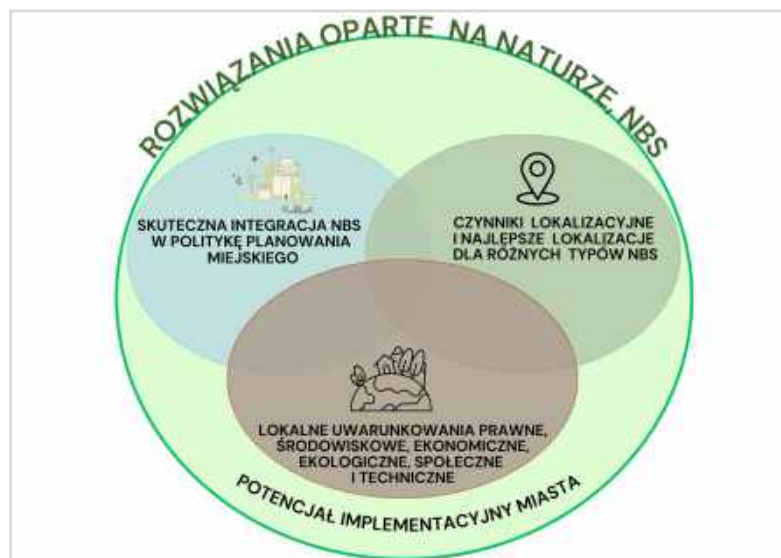 ROZWIĄZANIA OPARTE NA NATURZE, NBS
SKUTECZNA INTEGRACJA NBS
W POLITYKĘ PLANOWANIA
MIEJSKIEGO
CZYNNIKI LOKALIZACYJNE
I NAJLEPSZE LOKALIZACJE
DLA RÓŻNYCH TYPÓW NBS
LOKALNE UWARUNKOWANIA PRAWNE,
ŚRODOWISKOWE, EKONOMICZNE,
EKOLOGICZNE, SPOŁECZNE
I TECHNICZNE
POTENCJAŁ IMPLEMENTACYJNY MIASTA